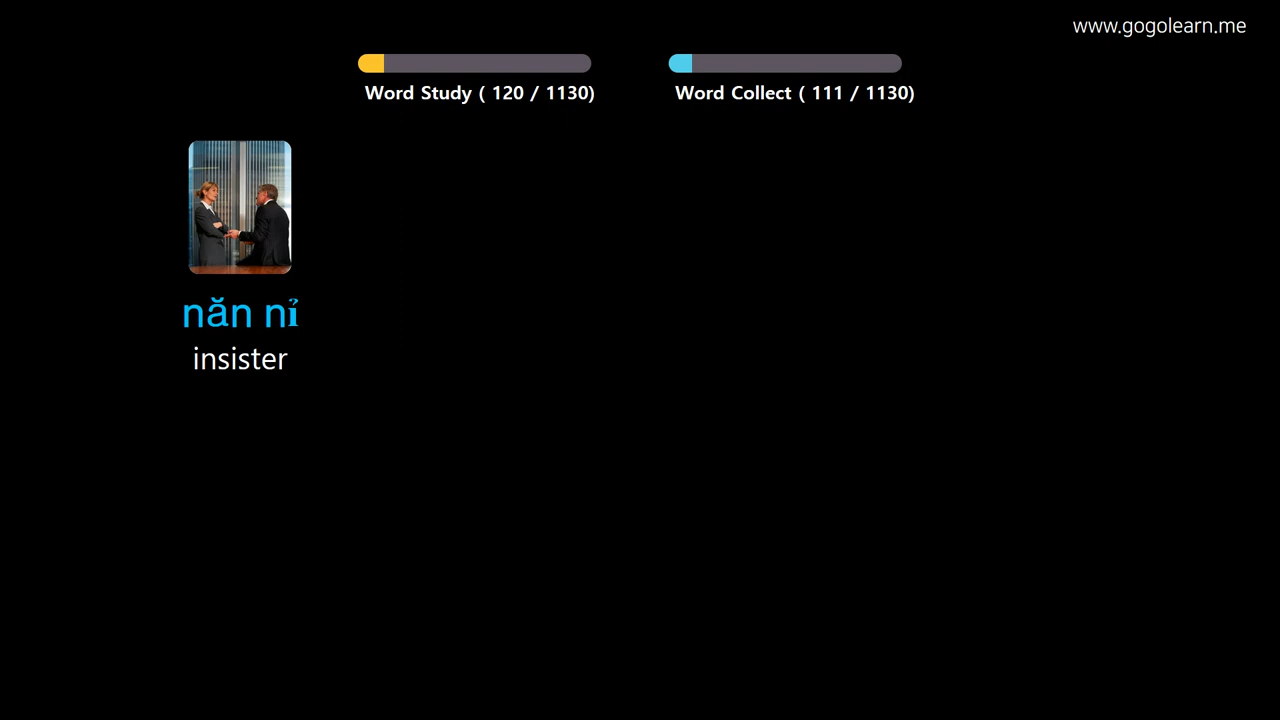 www.gogolearn.me
Word Study ( 120 / 1130)
Word Collect ( 111 / 1130)
năn nỉ
insister